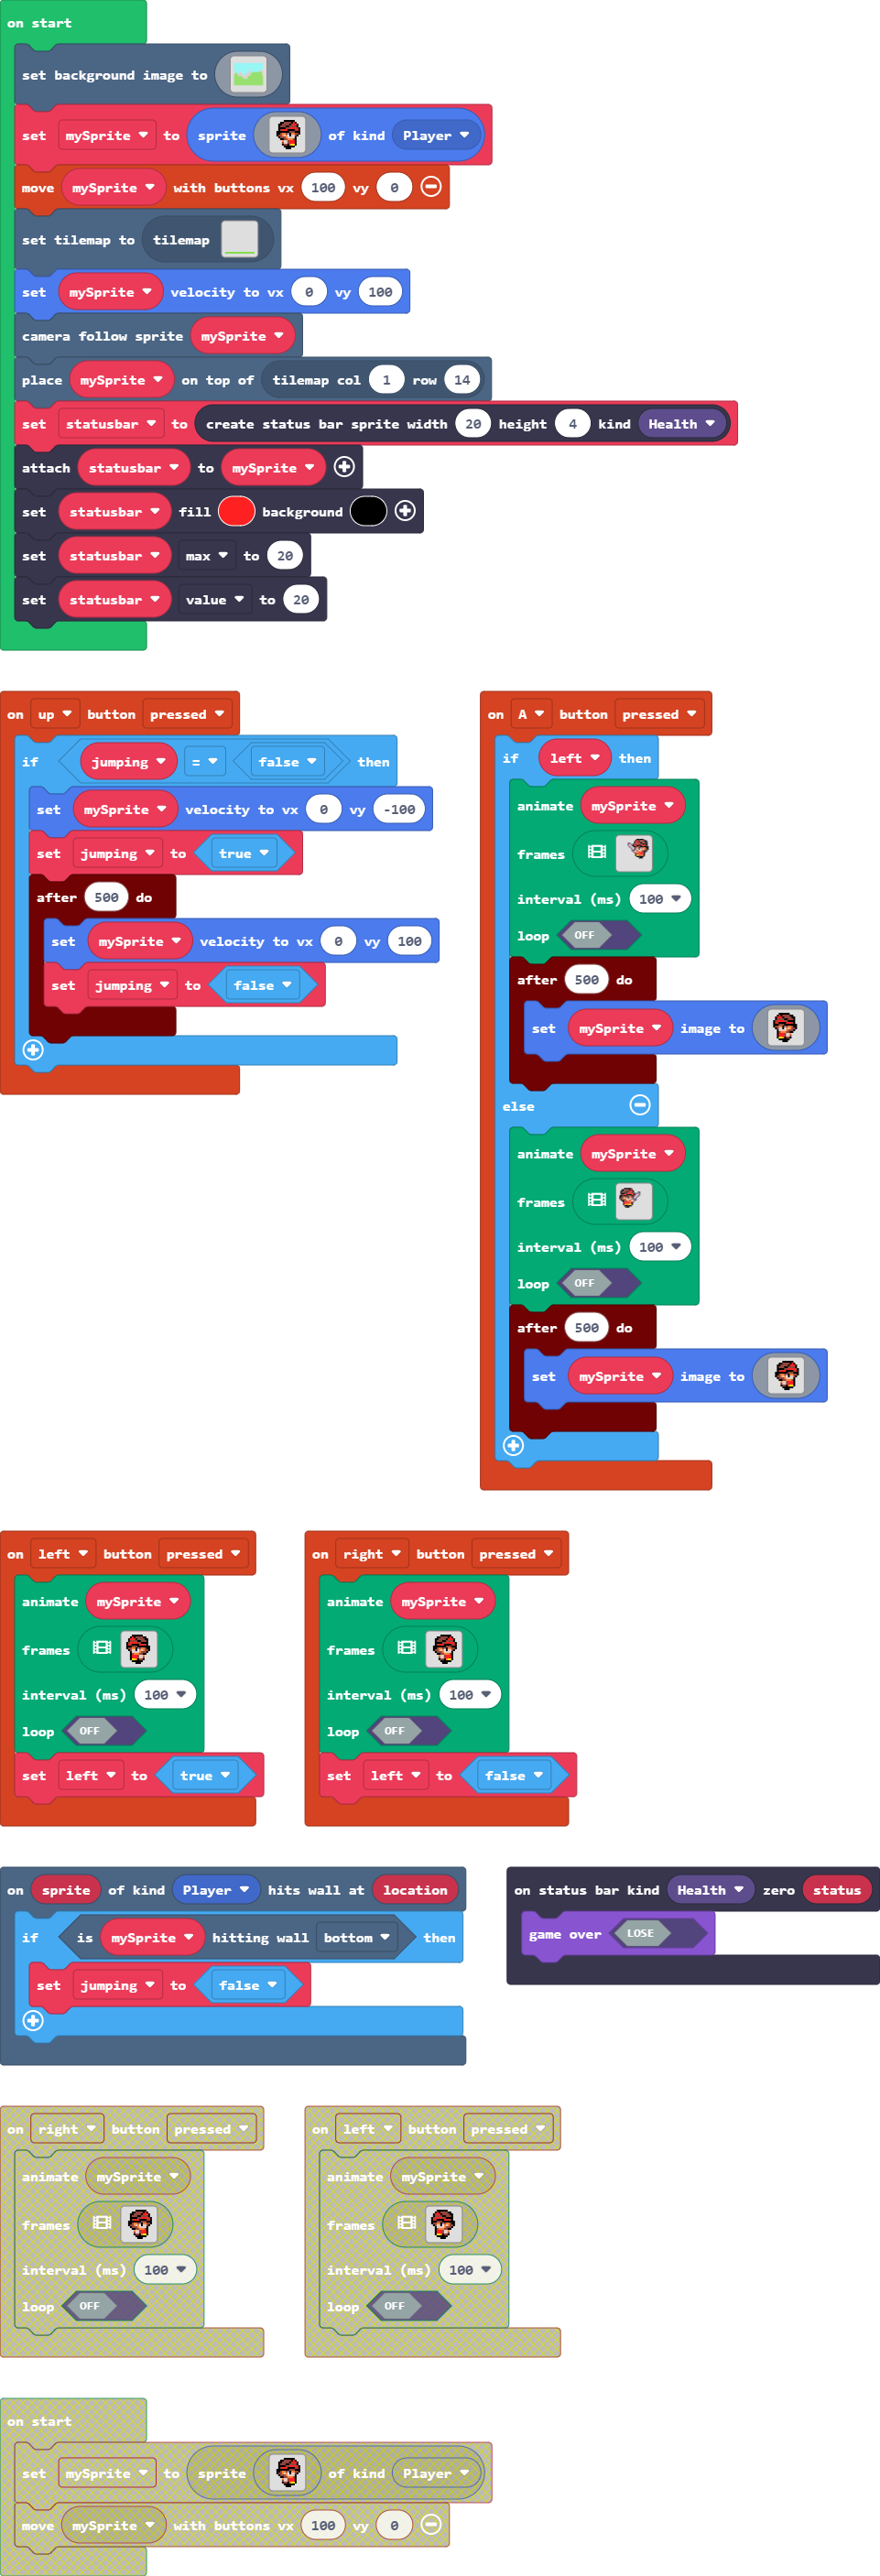 on start
set background image to
set mySprite to sprite of kind Player
move mySprite with buttons vx 100 vy 0
set tilemap to tilemap
set mySprite velocity to vx 0 vy 100
camera follow sprite mySprite
place mySprite on top of tilemap col 1 row 14
set statusbar to create status bar sprite width 20 height 4 kind Health
attach statusbar to mySprite
set statusbar fill background
set statusbar max to 20
set statusbar value to 20
on up button pressed
if jumping = false then
set mySprite velocity to vx 0 vy -100
set jumping to true
after 500 do
set mySprite velocity to vx 0 vy 100
set jumping to false
on A button pressed
if left then
animate mySprite
frames
interval (ms) 100
loop OFF
after 500 do
set mySprite image to
else
animate mySprite
frames
interval (ms) 100
loop OFF
after 500 do
set mySprite image to
on left button pressed
animate mySprite
frames
interval (ms) 100
loop OFF
set left to true
on right button pressed
animate mySprite
frames
interval (ms) 100
loop OFF
set left to false
on sprite of kind Player hits wall at location
if is mySprite hitting wall bottom then
set jumping to false
on status bar kind Health zero status
game over LOSE
on right button pressed
animate mySprite
frames
interval (ms) 100
loop OFF
on left button pressed
animate mySprite
frames
interval (ms) 100
loop OFF
on start
set mySprite to sprite of kind Player
move mySprite with buttons vx 100 vy 0